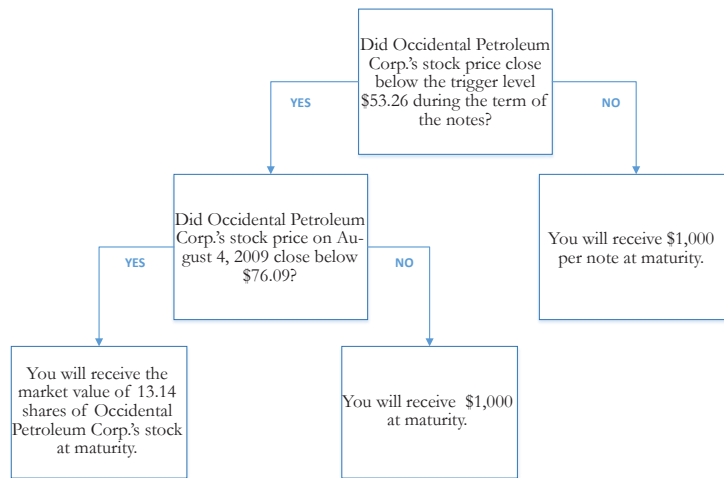 Did Occidental Petroleum
Corp.'s stock price close
below the trigger level
$53.26 during the term of
the notes?
YES
NO
Did Occidental Petroleum
Corp.'s stock price on Au-
gust 4, 2009 close below
$76.09?
You will receive $1,000
per note at maturity.
YES
NO
You will receive the
market value of 13.14
shares of Occidental
Petroleum Corp.'s stock
at maturity.
You will receive $1,000
at maturity.